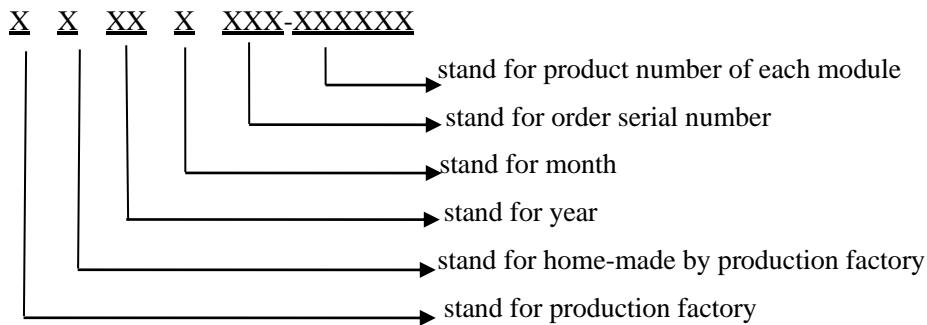 X X XX X XXX-XXXXXX
stand for product number of each module
stand for order serial number
stand for month
stand for year
stand for home-made by production factory
stand for production factory